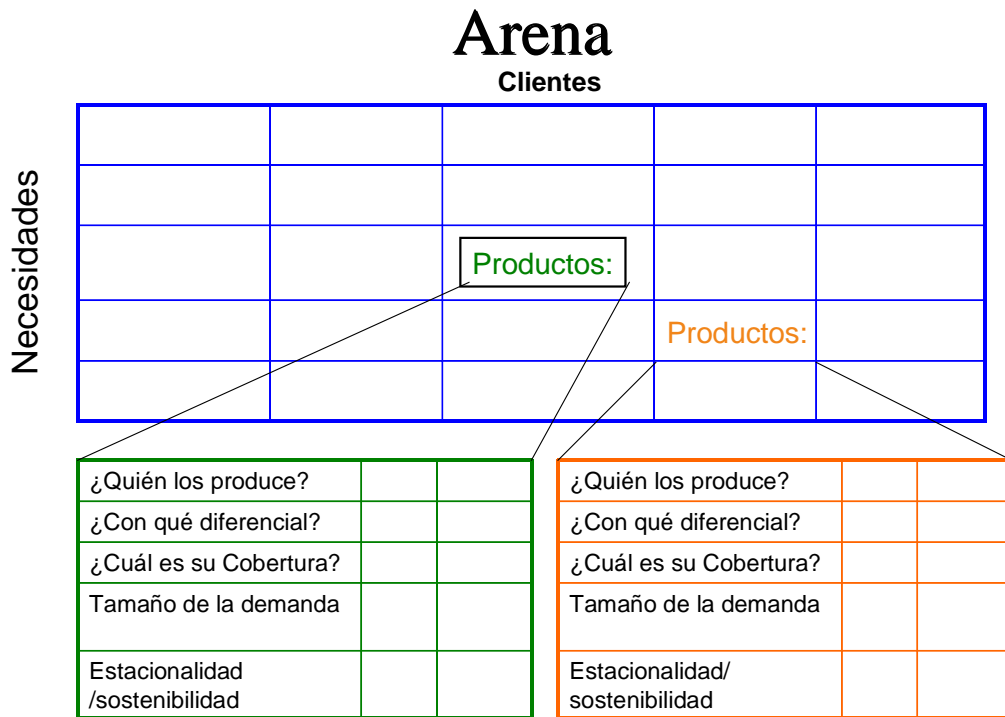 Arena
Clientes
Necesidades
Productos:
Productos:
¿Quién los produce?
¿Con qué diferencial?
¿Cuál es su Cobertura?
Tamaño de la demanda
Estacionalidad
/sostenibilidad
¿Quién los produce?
¿Con qué diferencial?
¿Cuál es su Cobertura?
Tamaño de la demanda
Estacionalidad/
sostenibilidad